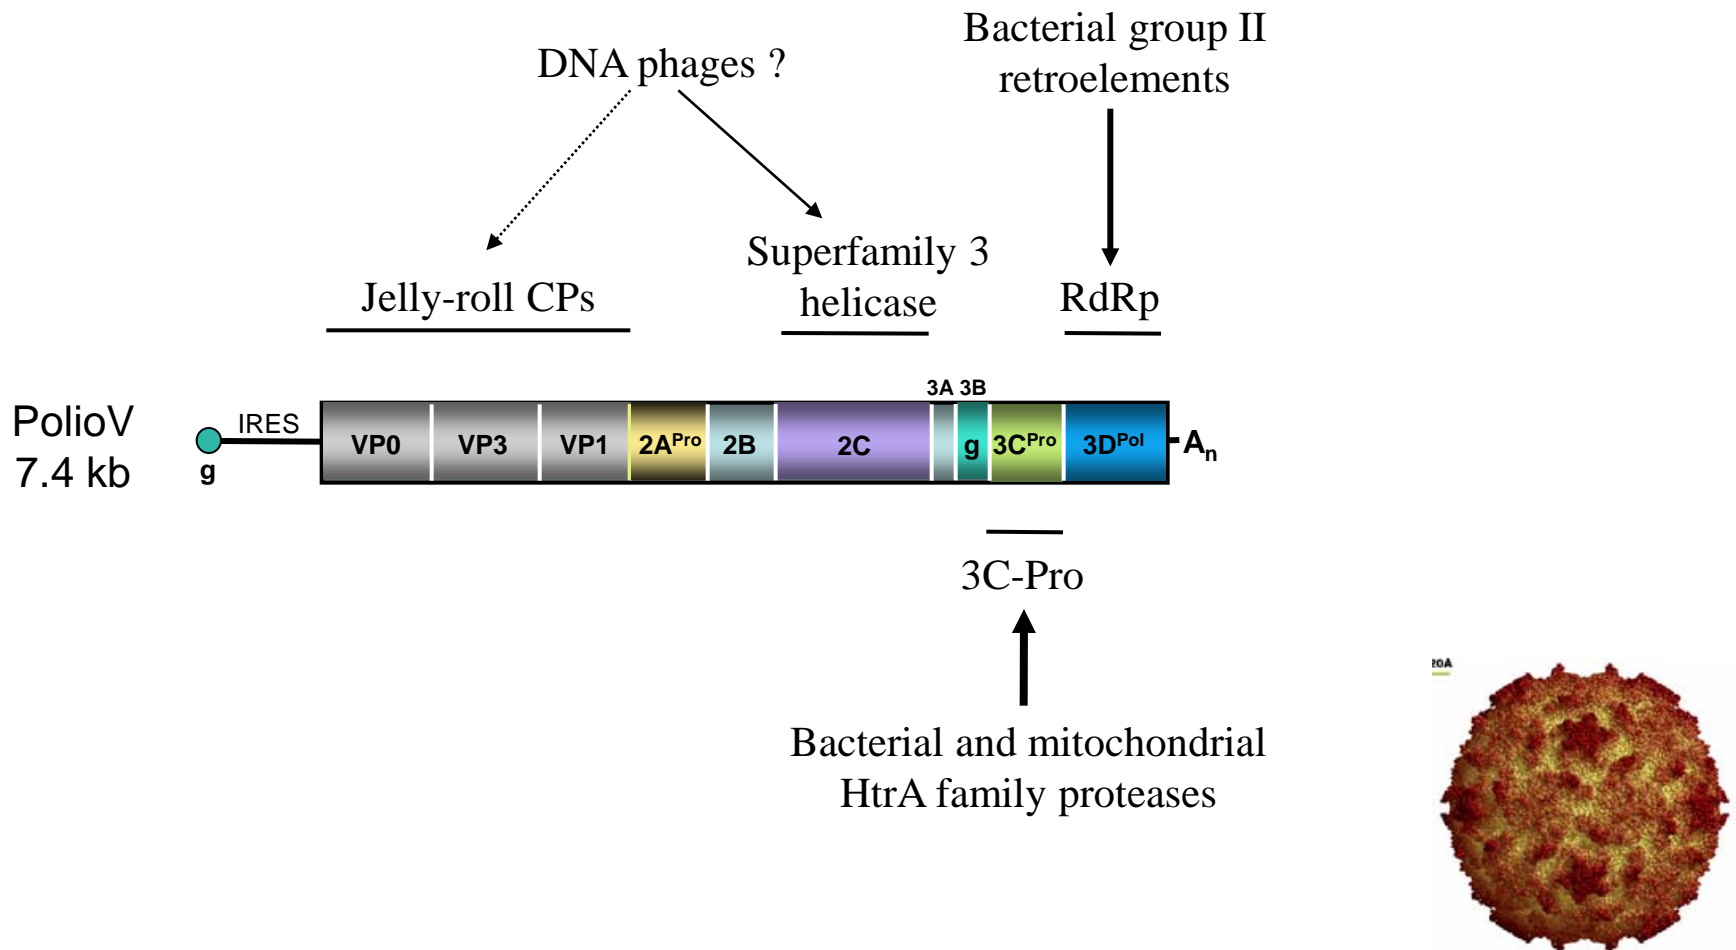 Bacterial group II
retroelements
DNA phages ?
Superfamily 3
helicase
Jelly-roll CPs
RdRp
3A 3B
PolioV
7.4 kb
IRES
g
VP0 VP3 VP1 2APro 2B 2C g 3CPro 3DPol An
3C-Pro
Bacterial and mitochondrial
HtrA family proteases
20A